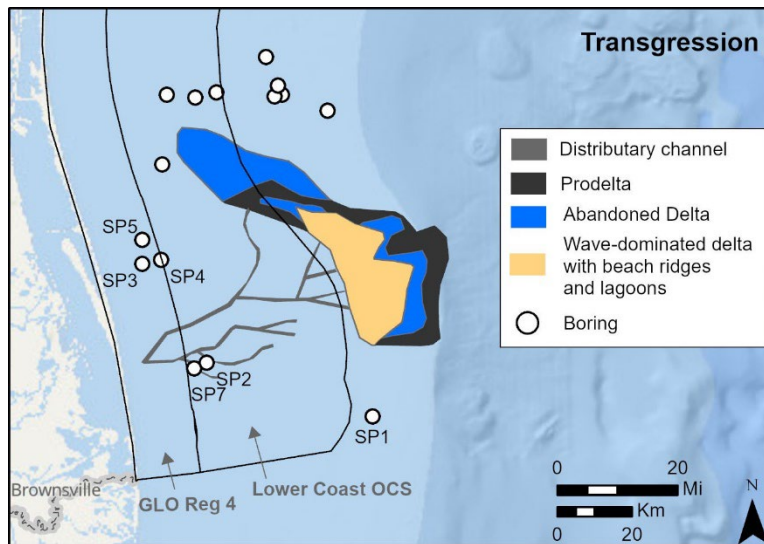 Transgression
Distributary channel
Prodelta
Abandoned Delta
Wave-dominated delta
with beach ridges
and lagoons
Boring
SP5
SP3
SP4
SP2
SP7
SP1
Brownsville
GLO Reg 4
Lower Coast OCS
0 20
Mi
0 20
Km
N